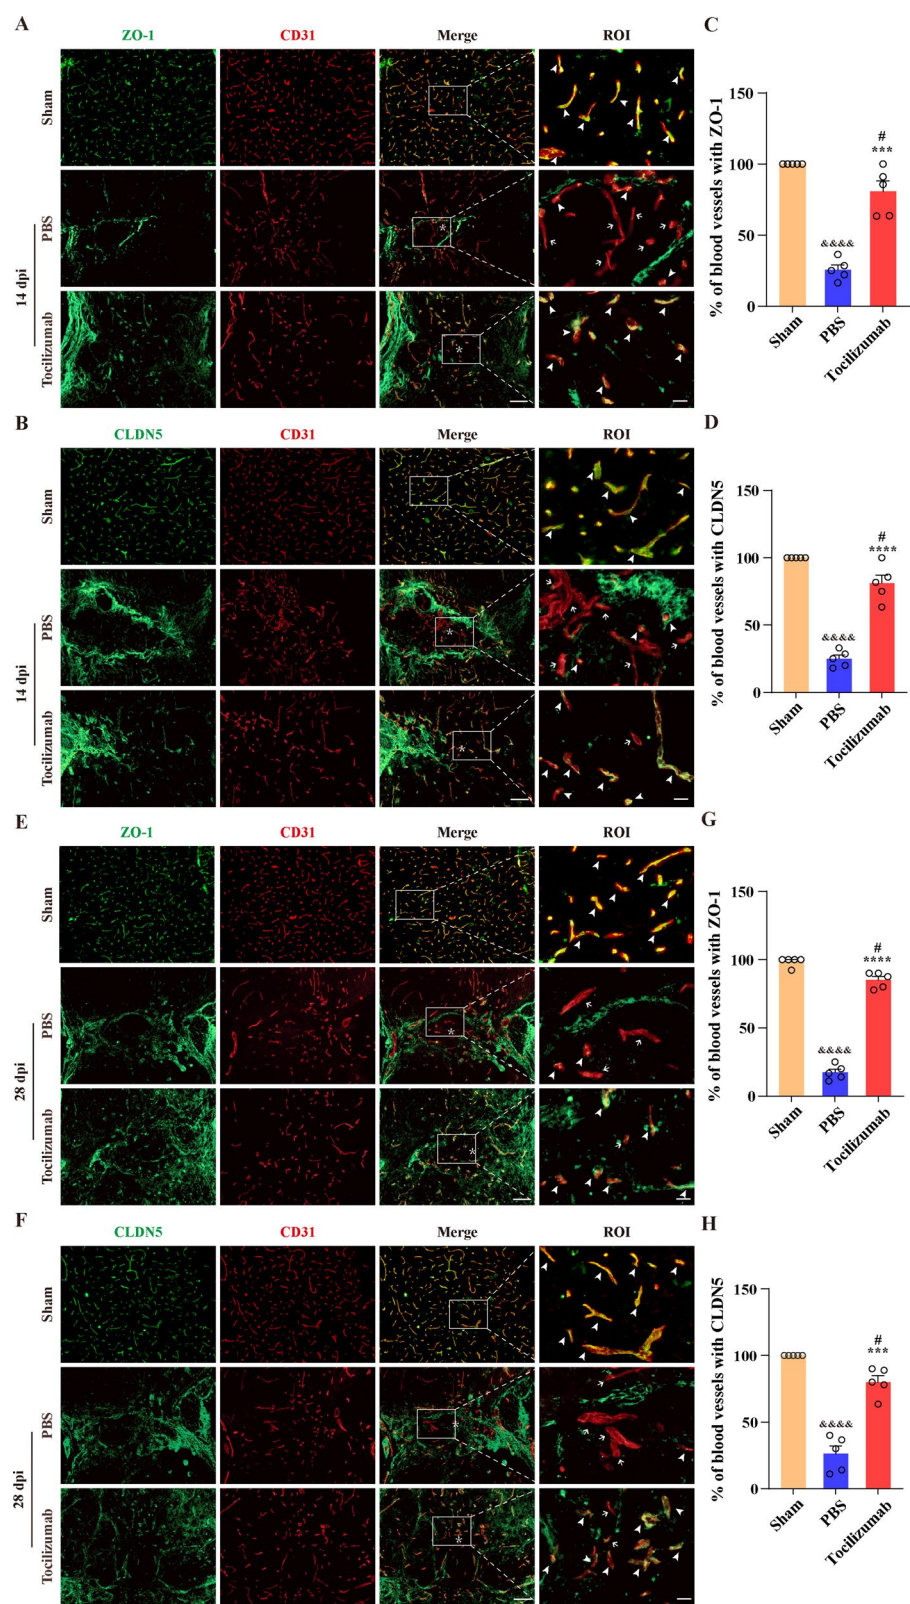 A
ZO-1 CD31 Merge ROI
Sham
PBS
14 dpi
Tocilizumab
*
*
C
% of blood vessels with ZO-1
150
100
50
0
&&&&
#
***
Sham PBS Tocilizumab
B
CLDN5 CD31 Merge ROI
Sham
PBS
14 dpi
Tocilizumab
*
*
D
% of blood vessels with CLDN5
150
100
50
0
&&&&
#
****
Sham PBS Tocilizumab
E
ZO-1 CD31 Merge ROI
Sham
PBS
28 dpi
Tocilizumab
*
*
G
% of blood vessels with ZO-1
150
100
50
0
&&&&
#
****
Sham PBS Tocilizumab
F
CLDN5 CD31 Merge ROI
Sham
PBS
28 dpi
Tocilizumab
*
*
H
% of blood vessels with CLDN5
150
100
50
0
&&&&
#
***
Sham PBS Tocilizumab